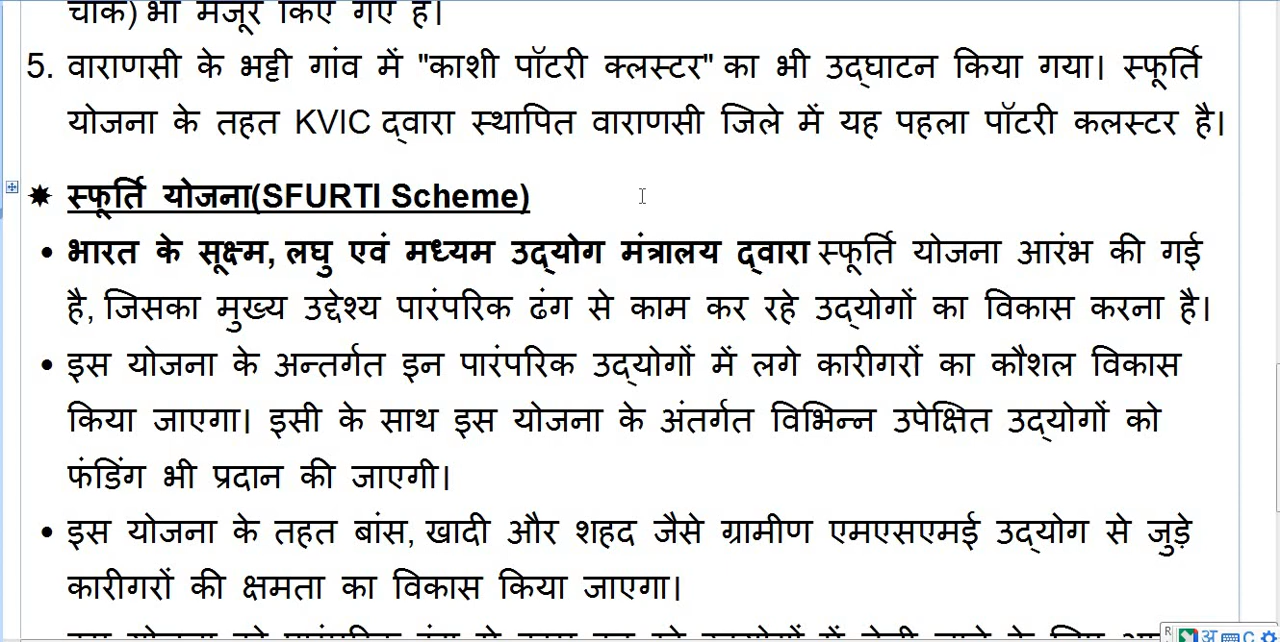 चाक) भी मंजूर किए गए हैं।
5. वाराणसी के भट्टी गांव में "काशी पॉटरी क्लस्टर" का भी उद्घाटन किया गया। स्फूर्ति
योजना के तहत KVIC द्वारा स्थापित वाराणसी जिले में यह पहला पॉटरी कलस्टर है।
✷ स्फूर्ति योजना(SFURTI Scheme)
• भारत के सूक्ष्म, लघु एवं मध्यम उद्योग मंत्रालय द्वारा स्फूर्ति योजना आरंभ की गई
है, जिसका मुख्य उद्देश्य पारंपरिक ढंग से काम कर रहे उद्योगों का विकास करना है।
• इस योजना के अन्तर्गत इन पारंपरिक उद्योगों में लगे कारीगरों का कौशल विकास
किया जाएगा। इसी के साथ इस योजना के अंतर्गत विभिन्न उपेक्षित उद्योगों को
फंडिंग भी प्रदान की जाएगी।
• इस योजना के तहत बांस, खादी और शहद जैसे ग्रामीण एमएसएमई उद्योग से जुड़े
कारीगरों की क्षमता का विकास किया जाएगा।